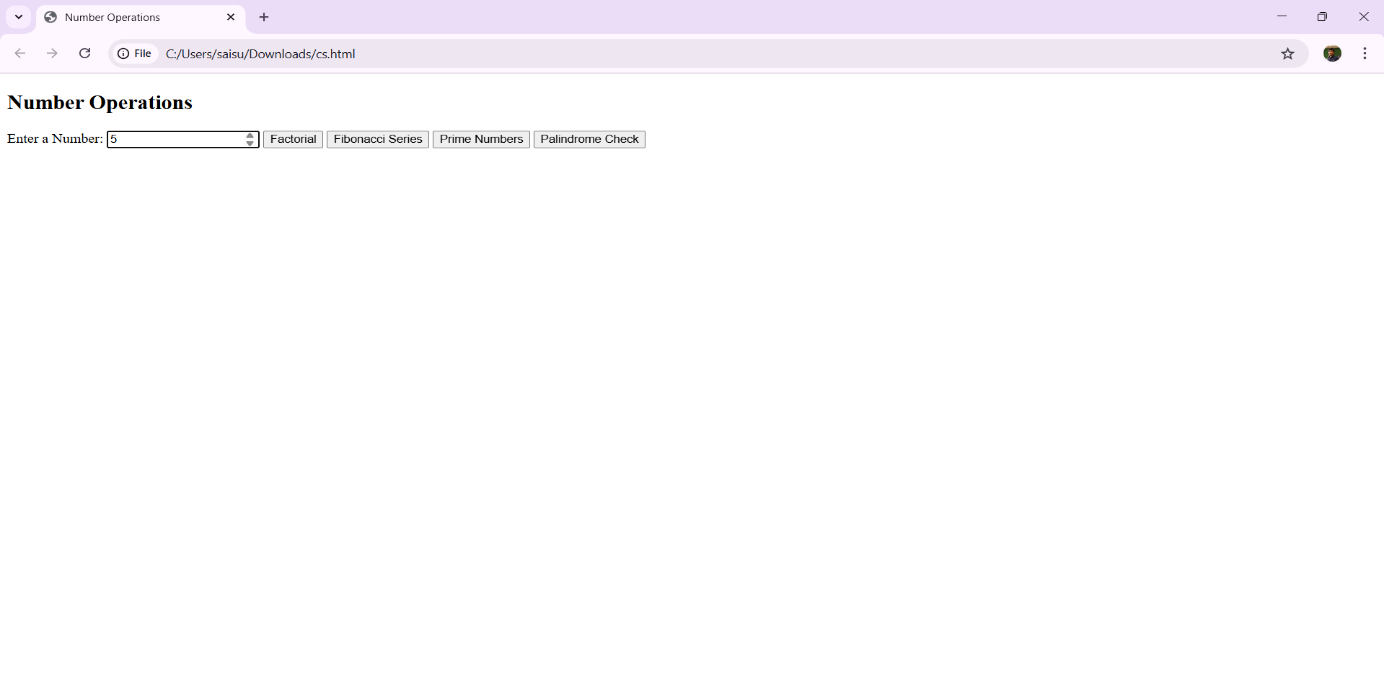 Number Operations
File C:/Users/saisu/Downloads/cs.html
Number Operations
Enter a Number: 5 Factorial Fibonacci Series Prime Numbers Palindrome Check